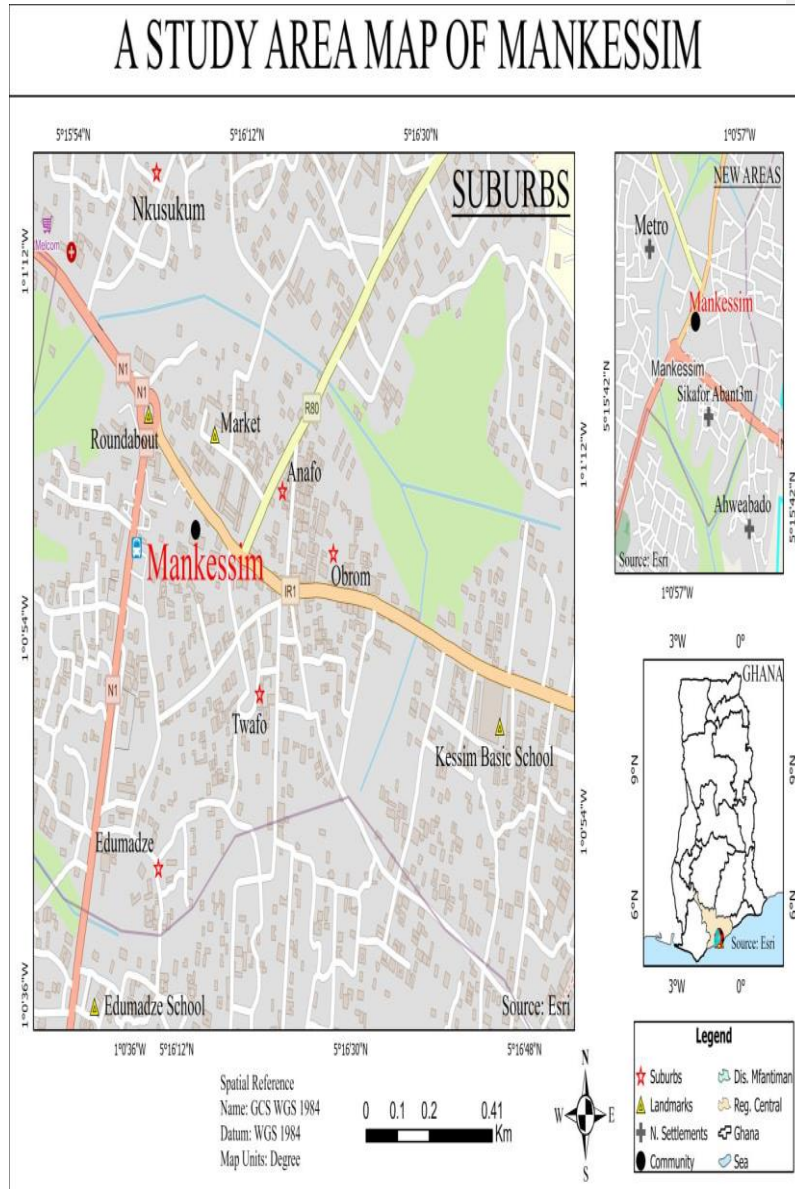 A STUDY AREA MAP OF MANKESSIM
5°15'54"N
5°16'12"N
5°16'30"N
1°0'57"W
SUBURBS
Nkusukum
Melcom
1°1'12"W
N1
N1
Roundabout
Market
R80
Anafo
Mankessim
Obrom
IR1
1°1'12"W
1°0'54"W
N1
Twafo
Kessim Basic School
1°0'54"W
Edumadze
1°0'36"W
Edumadze School
Source: Esri
1°0'36"W
5°16'12"N
5°16'30"N
5°16'48"N
NEW AREAS
Metro
Mankessim
Mankessim
Sikafor Abant3m
5°15'42"N
Ahweabado
5°15'42"N
Source: Esri
1°0'57"W
3°W
0°
GHANA
9°N
9°N
6°N
6°N
Source: Esri
3°W
0°
Spatial Reference
Name: GCS WGS 1984
Datum: WGS 1984
Map Units: Degree
0 0.1 0.2 0.41
Km
N
W
E
S
Legend
Suburbs
Landmarks
N. Settlements
Community
Dis. Mfantiman
Reg. Central
Ghana
Sea